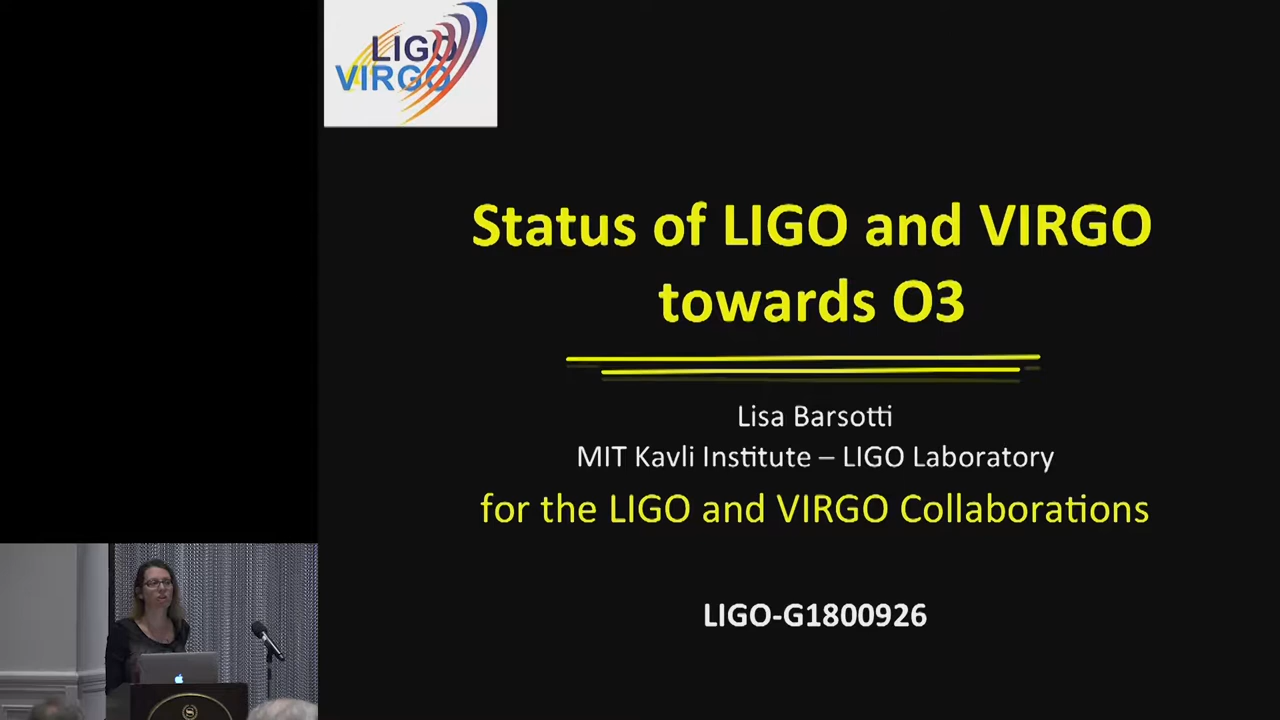 LIGO
VIRGO
Status of LIGO and VIRGO
towards O3
Lisa Barsotti
MIT Kavli Institute – LIGO Laboratory
for the LIGO and VIRGO Collaborations
LIGO-G1800926